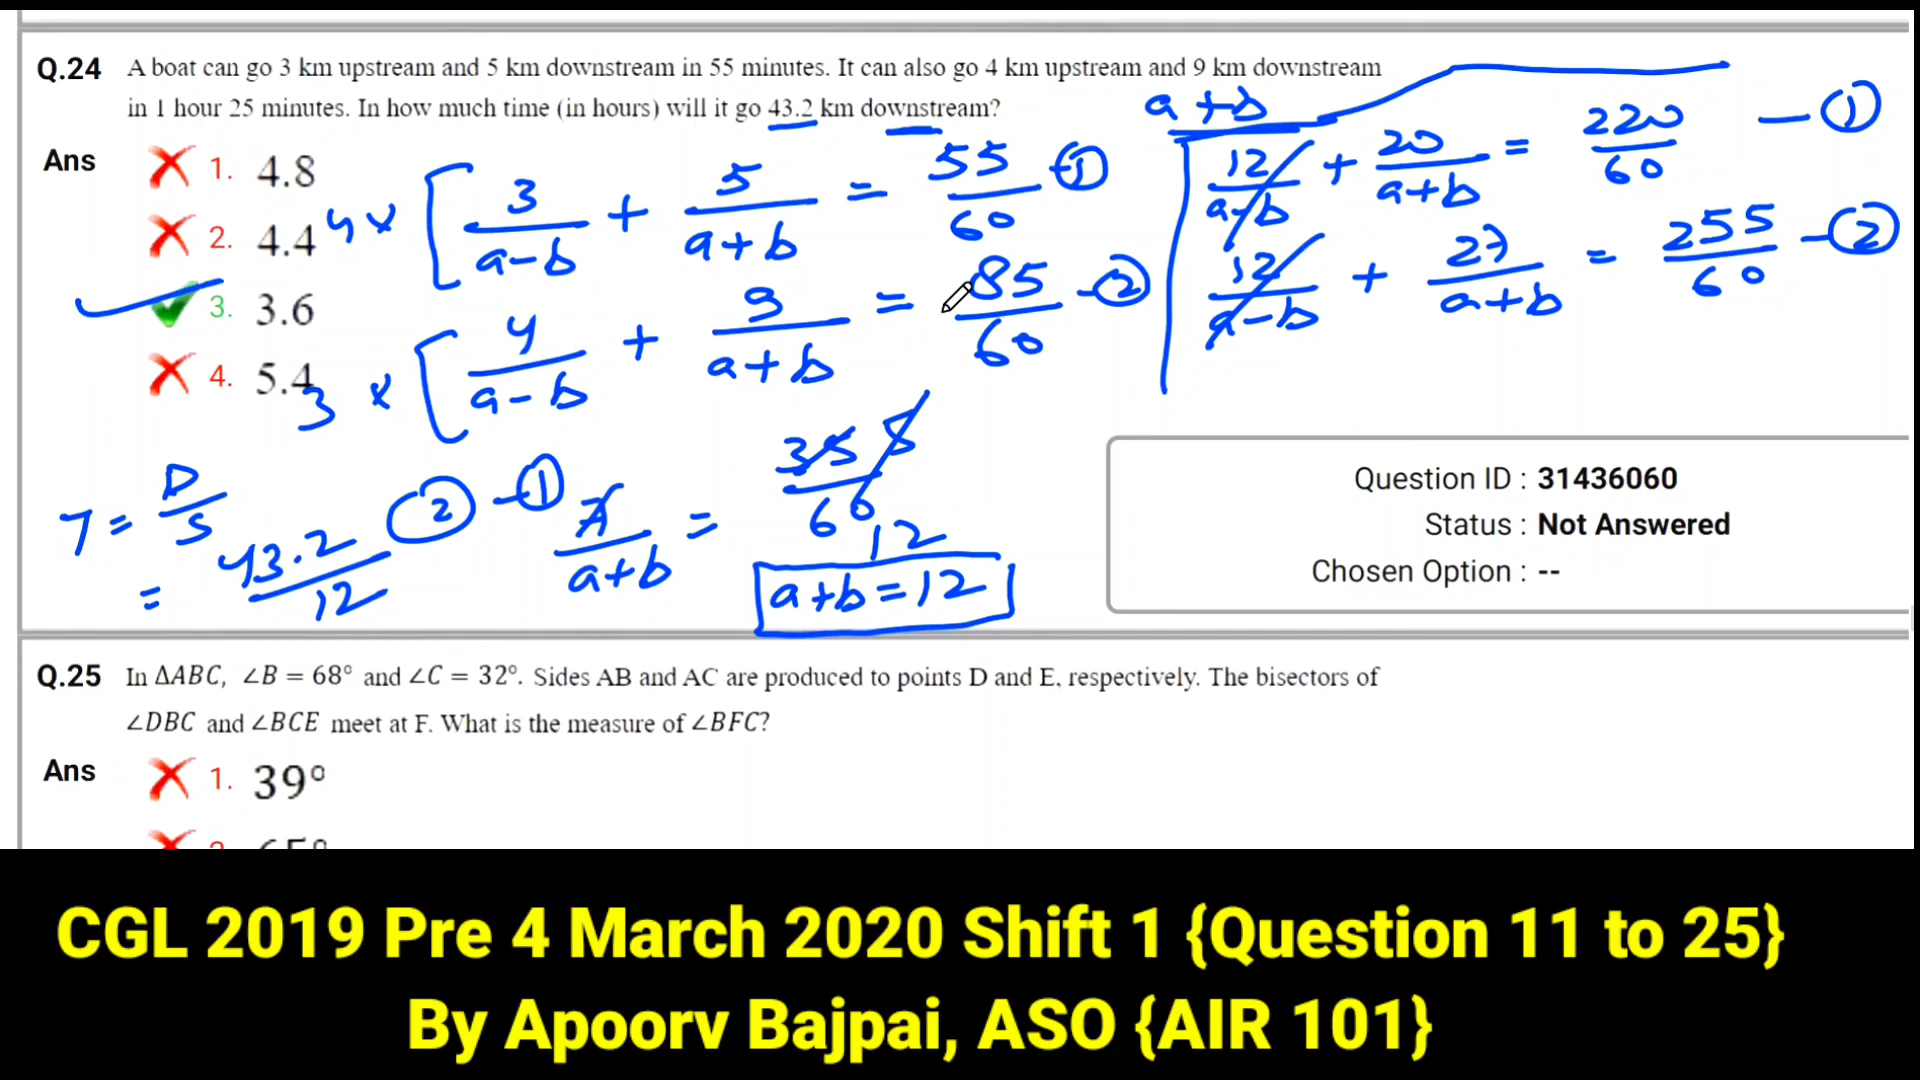 Q.24 A boat can go 3 km upstream and 5 km downstream in 55 minutes. It can also go 4 km upstream and 9 km downstream
in 1 hour 25 minutes. In how much time (in hours) will it go 43.2 km downstream?
Ans 1. 4.8
2. 4.4
3. 3.6
4. 5.4
4 × [ 3/(a-b) + 5/(a+b) = 55/60 - ①
3 × [ 4/(a-b) + 9/(a+b) = 85/60 - ②
a+b
12/(a-b) + 20/(a+b) = 220/60 - ①
12/(a-b) + 27/(a+b) = 255/60 - ②
② - ① 7/(a+b) = 35/60
12
a+b = 12
T = D/S
= 43.2/12
Question ID : 31436060
Status : Not Answered
Chosen Option : --
Q.25 In ΔABC, ∠B = 68° and ∠C = 32°. Sides AB and AC are produced to points D and E, respectively. The bisectors of
∠DBC and ∠BCE meet at F. What is the measure of ∠BFC?
Ans 1. 39°
CGL 2019 Pre 4 March 2020 Shift 1 {Question 11 to 25}
By Apoorv Bajpai, ASO {AIR 101}